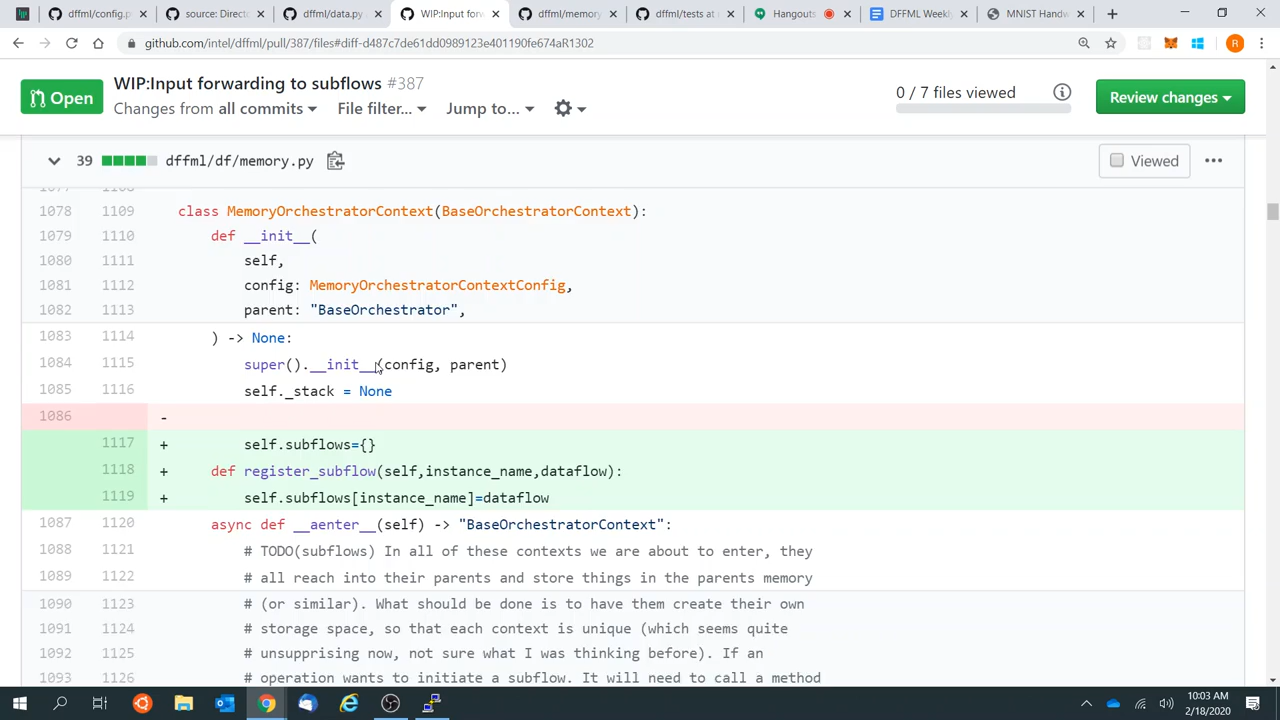 dffml/config.p
source: Direct
dffml/data.py
WIP:Input forw
dffml/memory
dffml/tests at
Hangouts
DFFML Weekly
MNIST Handw
github.com/intel/dffml/pull/387/files#diff-d487c7de61dd0989123e401190fe674aR1302
R
Open
WIP:Input forwarding to subflows #387
Changes from all commits File filter... Jump to...
0 / 7 files viewed
Review changes
39 dffml/df/memory.py
Viewed
1078 1109 class MemoryOrchestratorContext(BaseOrchestratorContext):
1079 1110 def __init__(
1080 1111 self,
1081 1112 config: MemoryOrchestratorContextConfig,
1082 1113 parent: "BaseOrchestrator",
1083 1114 ) -> None:
1084 1115 super().__init__(config, parent)
1085 1116 self._stack = None
1086 -
1117 + self.subflows={}
1118 + def register_subflow(self,instance_name,dataflow):
1119 + self.subflows[instance_name]=dataflow
1087 1120 async def __aenter__(self) -> "BaseOrchestratorContext":
1088 1121 # TODO(subflows) In all of these contexts we are about to enter, they
1089 1122 # all reach into their parents and store things in the parents memory
1090 1123 # (or similar). What should be done is to have them create their own
1091 1124 # storage space, so that each context is unique (which seems quite
1092 1125 # unsupprising now, not sure what I was thinking before). If an
1093 1126 # operation wants to initiate a subflow. It will need to call a method
10:03 AM
2/18/2020